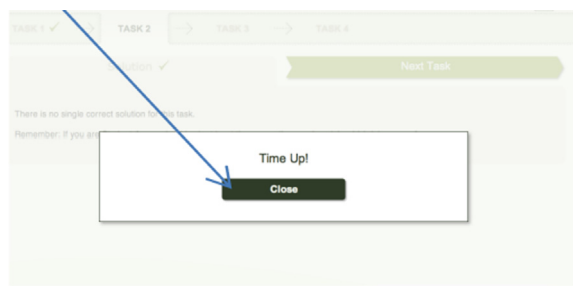 TASK 1 ✓ TASK 2 TASK 3 TASK 4
Solution ✓ Next Task
There is no single correct solution for this task.
Remember: If you are
Time Up!
Close